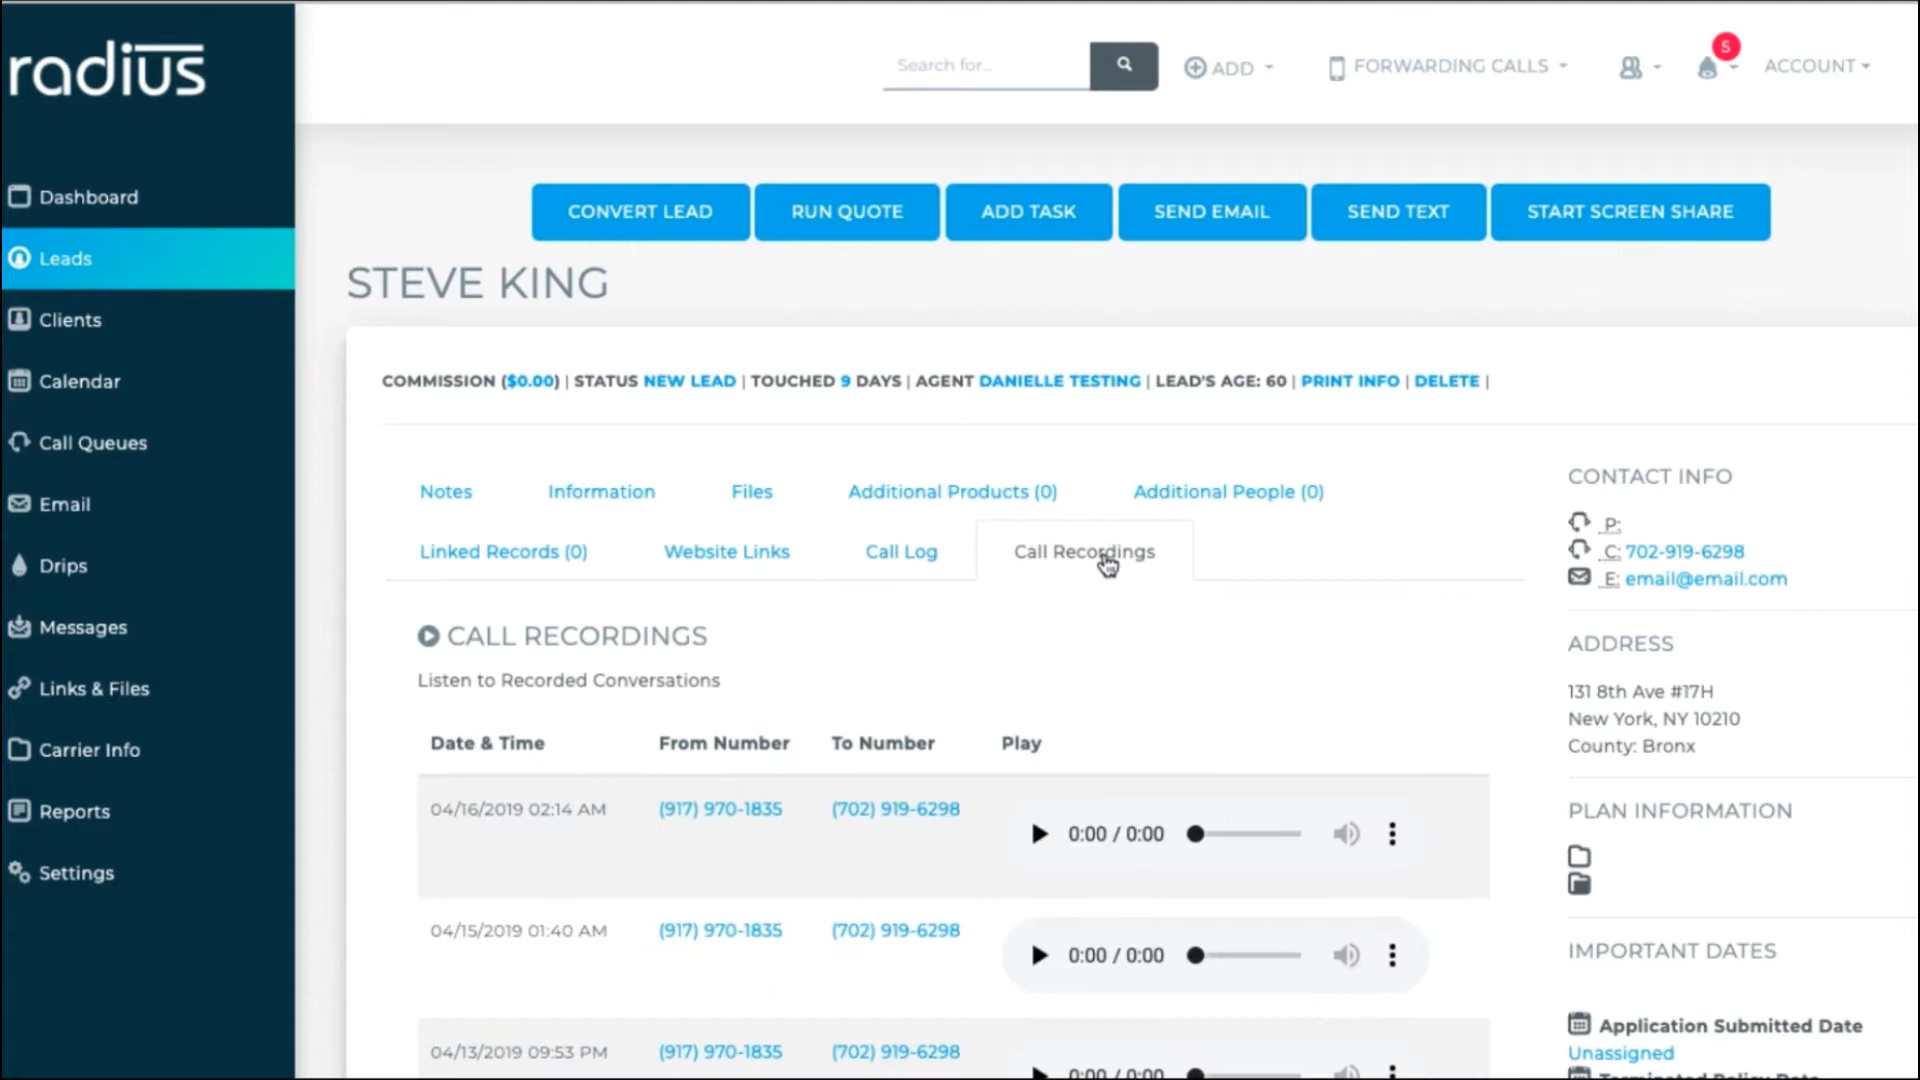 radius
Search for...
ADD
FORWARDING CALLS
5
ACCOUNT
Dashboard
Leads
Clients
Calendar
Call Queues
Email
Drips
Messages
Links & Files
Carrier Info
Reports
Settings
CONVERT LEAD
RUN QUOTE
ADD TASK
SEND EMAIL
SEND TEXT
START SCREEN SHARE
STEVE KING
COMMISSION ($0.00) | STATUS NEW LEAD | TOUCHED 9 DAYS | AGENT DANIELLE TESTING | LEAD'S AGE: 60 | PRINT INFO | DELETE |
Notes Information Files Additional Products (0) Additional People (0)
Linked Records (0) Website Links Call Log Call Recordings
CALL RECORDINGS
Listen to Recorded Conversations
Date & Time From Number To Number Play
04/16/2019 02:14 AM (917) 970-1835 (702) 919-6298 0:00 / 0:00
04/15/2019 01:40 AM (917) 970-1835 (702) 919-6298 0:00 / 0:00
04/13/2019 09:53 PM (917) 970-1835 (702) 919-6298 0:00 / 0:00
CONTACT INFO
P:
C: 702-919-6298
E: email@email.com
ADDRESS
131 8th Ave #17H
New York, NY 10210
County: Bronx
PLAN INFORMATION
IMPORTANT DATES
Application Submitted Date
Unassigned
Terminated Policy Date